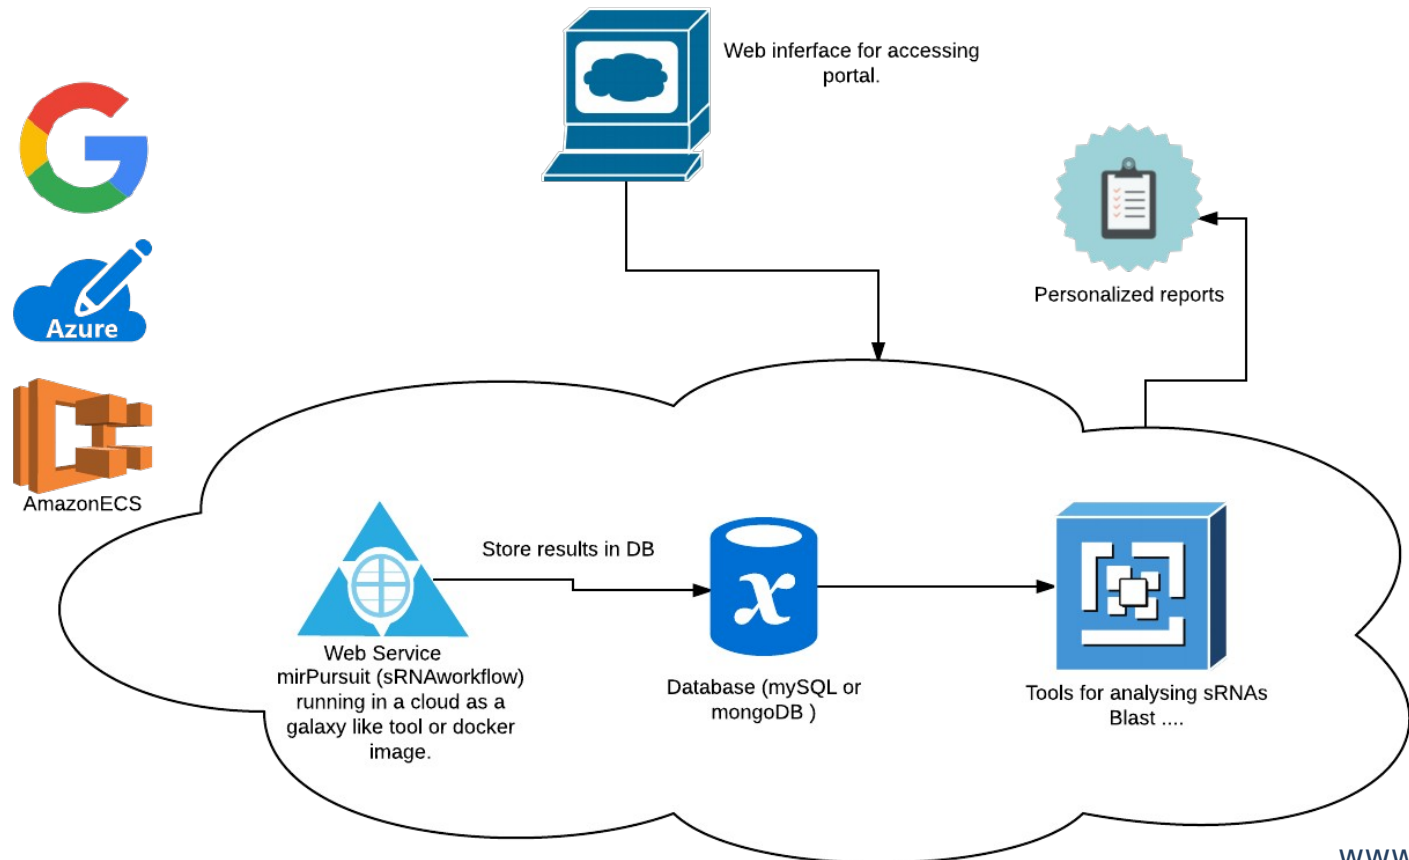 Web inferface for accessing
portal.
Azure
Personalized reports
AmazonECS
Store results in DB
x
Web Service
mirPursuit (sRNAworkflow)
running in a cloud as a
galaxy like tool or docker
image.
Database (mySQL or
mongoDB )
Tools for analysing sRNAs
Blast ....
www